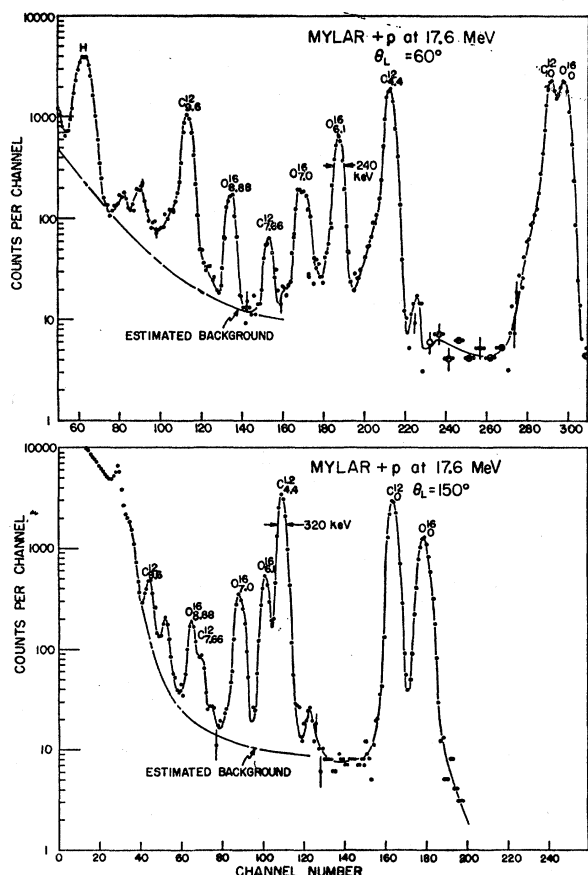 MYLAR + p at 17.6 MeV
θL = 60°
COUNTS PER CHANNEL
10000
1000
100
10
1
H
C12 9.6
O16 8.88
C12 7.66
O16 7.0
O16 6.1
240 keV
C12 4.4
C12 0
O16 0
ESTIMATED BACKGROUND
60 80 100 120 140 160 180 200 220 240 260 280 300
MYLAR + p at 17.6 MeV
θL = 150°
COUNTS PER CHANNEL
10000
1000
100
10
1
C12 9.6
O16 8.88
C12 7.66
O16 7.0
O16 6.1
C12 4.4
320 keV
C12 0
O16 0
ESTIMATED BACKGROUND
0 20 40 60 80 100 120 140 160 180 200 220 240
CHANNEL NUMBER